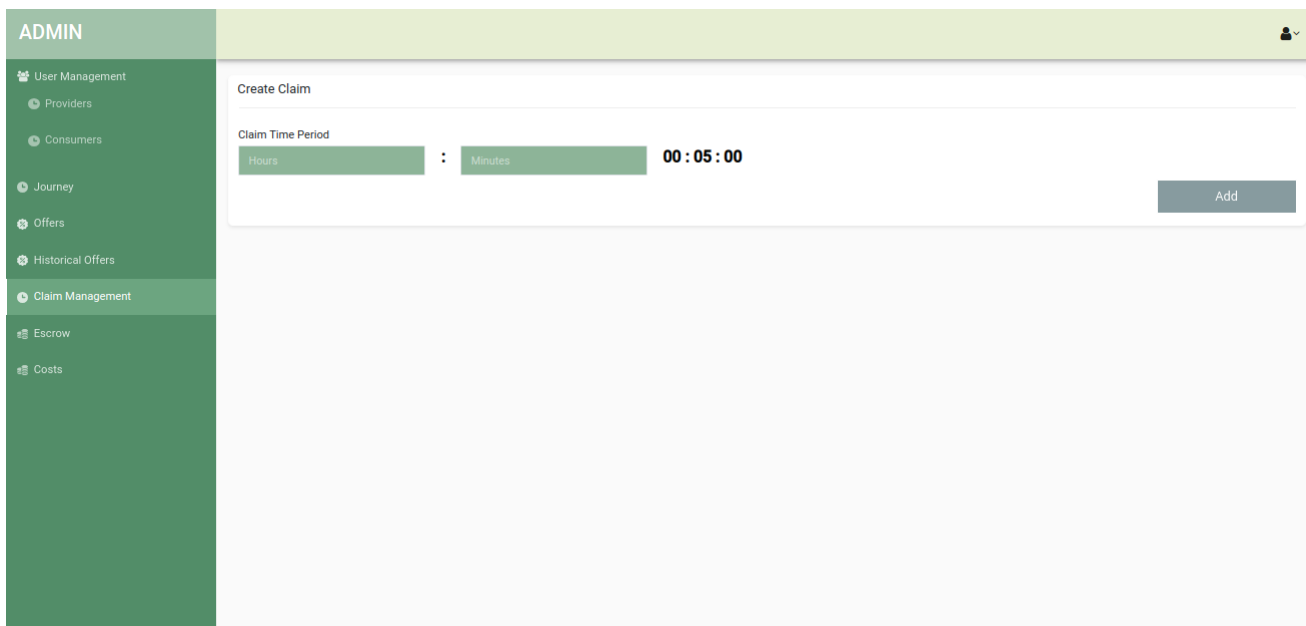 ADMIN
User Management
Providers
Consumers
Journey
Offers
Historical Offers
Claim Management
Escrow
Costs
Create Claim
Claim Time Period
Hours : Minutes 00 : 05 : 00
Add